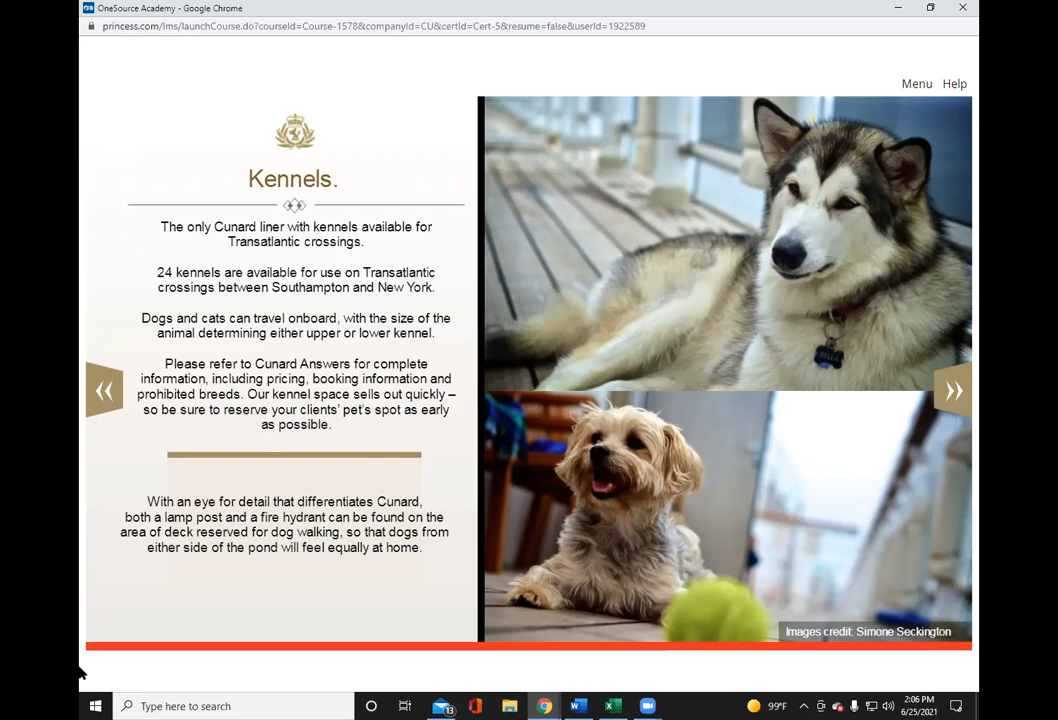 OneSource Academy - Google Chrome
princess.com/lms/launchCourse.do?courseId=Course-1578&companyId=CU&certId=Cert-5&resume=false&userId=1922589
Menu Help
Kennels.
The only Cunard liner with kennels available for
Transatlantic crossings.
24 kennels are available for use on Transatlantic
crossings between Southampton and New York.
Dogs and cats can travel onboard, with the size of the
animal determining either upper or lower kennel.
Please refer to Cunard Answers for complete
information, including pricing, booking information and
prohibited breeds. Our kennel space sells out quickly –
so be sure to reserve your clients' pet's spot as early
as possible.
With an eye for detail that differentiates Cunard,
both a lamp post and a fire hydrant can be found on the
area of deck reserved for dog walking, so that dogs from
either side of the pond will feel equally at home.
BELLA
Images credit: Simone Seckington
Type here to search
13
99°F
2:06 PM
6/25/2021